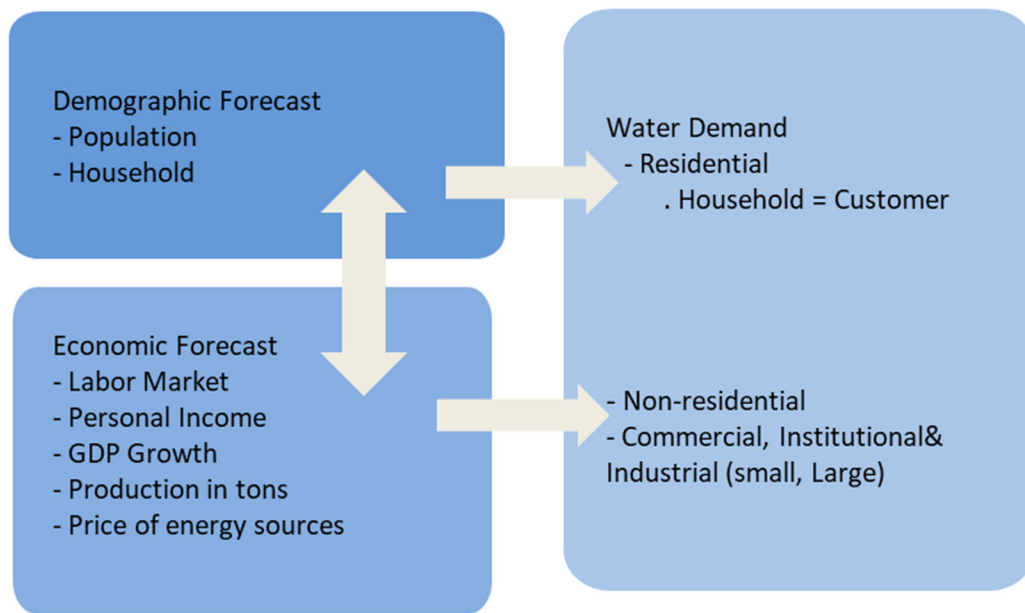 Demographic Forecast
- Population
- Household
Economic Forecast
- Labor Market
- Personal Income
- GDP Growth
- Production in tons
- Price of energy sources
Water Demand
- Residential
. Household = Customer
- Non-residential
- Commercial, Institutional&
Industrial (small, Large)